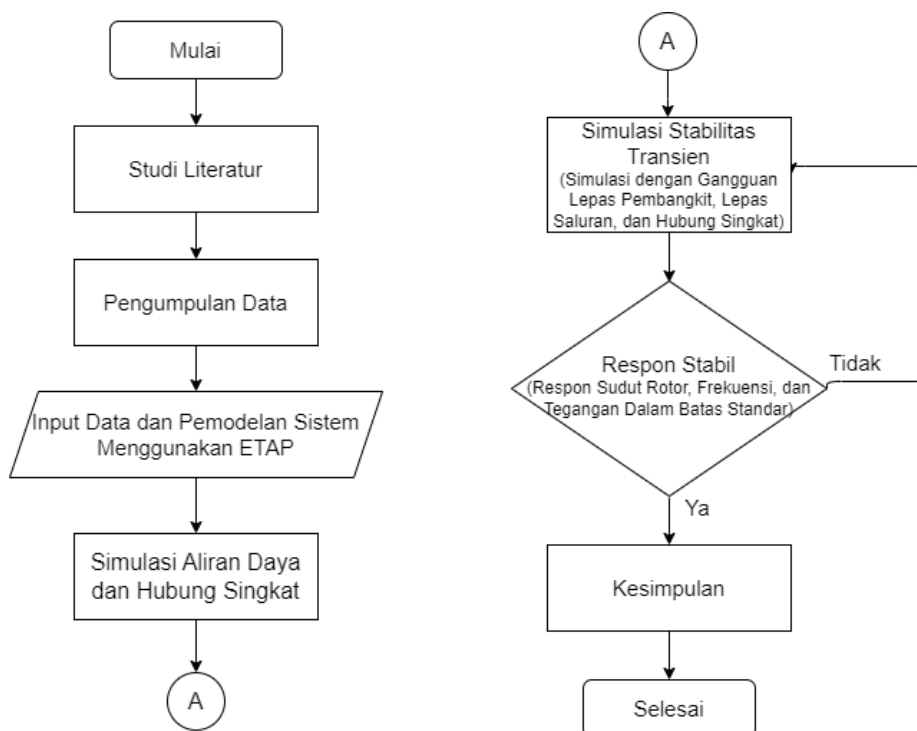 Mulai
Studi Literatur
Pengumpulan Data
Input Data dan Pemodelan Sistem
Menggunakan ETAP
Simulasi Aliran Daya
dan Hubung Singkat
A
A
Simulasi Stabilitas
Transien
(Simulasi dengan Gangguan
Lepas Pembangkit, Lepas
Saluran, dan Hubung Singkat)
Respon Stabil
(Respon Sudut Rotor, Frekuensi, dan
Tegangan Dalam Batas Standar)
Tidak
Ya
Kesimpulan
Selesai